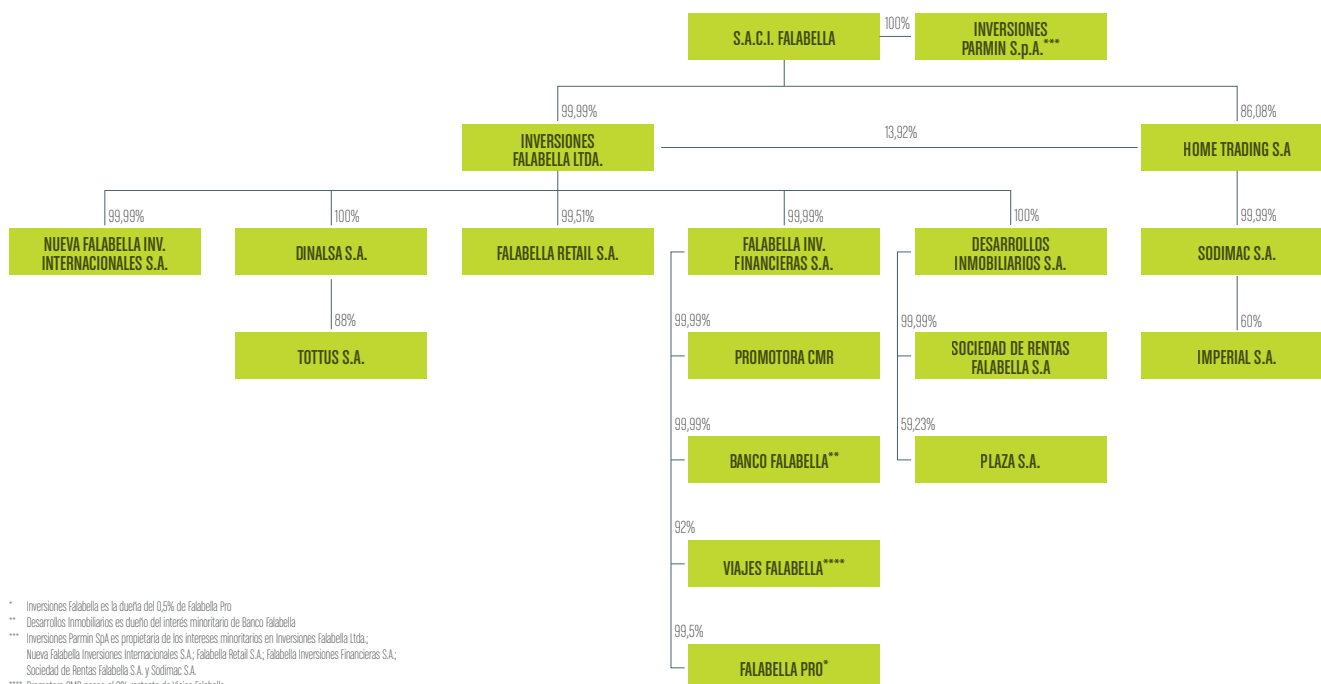 S.A.C.I. FALABELLA
100%
INVERSIONES
PARMIN S.p.A.***
99,99%
86,08%
INVERSIONES
FALABELLA LTDA.
13,92%
HOME TRADING S.A
99,99%
100%
99,51%
99,99%
100%
99,99%
NUEVA FALABELLA INV.
INTERNACIONALES S.A.
DINALSA S.A.
FALABELLA RETAIL S.A.
FALABELLA INV.
FINANCIERAS S.A.
DESARROLLOS
INMOBILIARIOS S.A.
SODIMAC S.A.
88%
99,99%
99,99%
60%
TOTTUS S.A.
PROMOTORA CMR
SOCIEDAD DE RENTAS
FALABELLA S.A
IMPERIAL S.A.
99,99%
59,23%
BANCO FALABELLA**
PLAZA S.A.
92%
VIAJES FALABELLA****
99,5%
FALABELLA PRO*
* Inversiones Falabella es la dueña del 0,5% de Falabella Pro
** Desarrollos Inmobiliarios es dueño del interés minoritario de Banco Falabella
*** Inversiones Parmin SpA es propietaria de los intereses minoritarios en Inversiones Falabella Ltda.;
Nueva Falabella Inversiones Internacionales S.A.; Falabella Retail S.A.; Falabella Inversiones Financieras S.A.;
Sociedad de Rentas Falabella S.A. y Sodimac S.A.